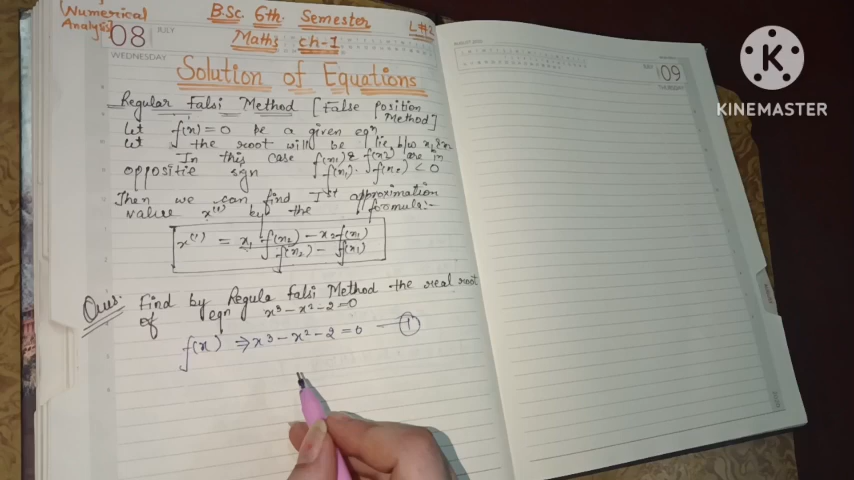 Numerical
Analysis
B.Sc. 6th Semester
L#2
08 JULY
WEDNESDAY
Maths ch-1
Solution of Equations
Regular Falsi Method [False position Method]
Let f(x) = 0 be a given eqn
Let the root will be lie b/w x1 & x2
In this case f(x1) & f(x2) are in
oppositie sign f(x1). f(x2) < 0
Then we can find Ist approximation
value x^(1) by the formula:-
x^(1) = x1 f(x2) - x2 f(x1)
f(x2) - f(x1)
Ques. Find by Regula Falsi Method the real root
of eqn x³-x²-2=0
f(x) ⇒ x³-x²-2=0 — ①
09
THURSDAY
KINEMASTER